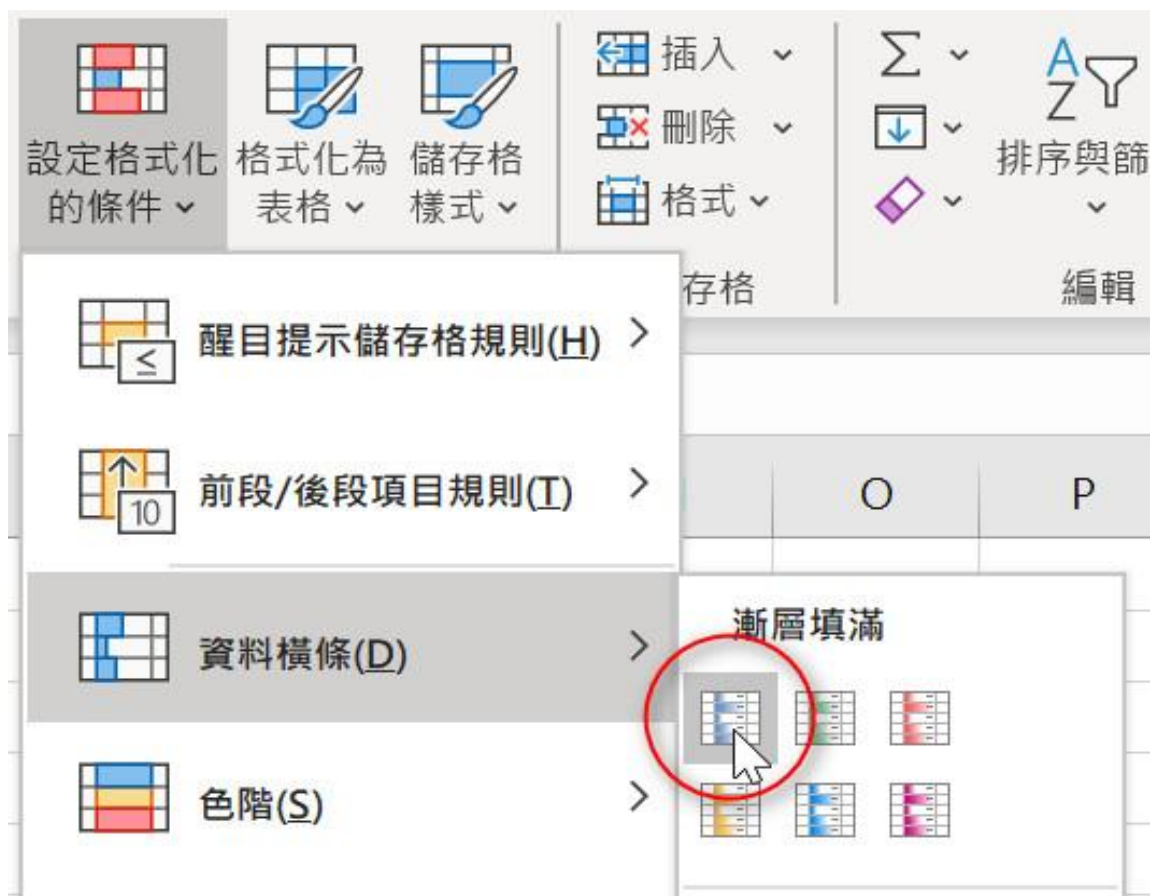 設定格式化
的條件
格式化為
表格
儲存格
樣式
插入
刪除
格式
存格
排序與篩
編輯
醒目提示儲存格規則(H)
前段/後段項目規則(T)
10
O
P
資料橫條(D)
漸層填滿
色階(S)